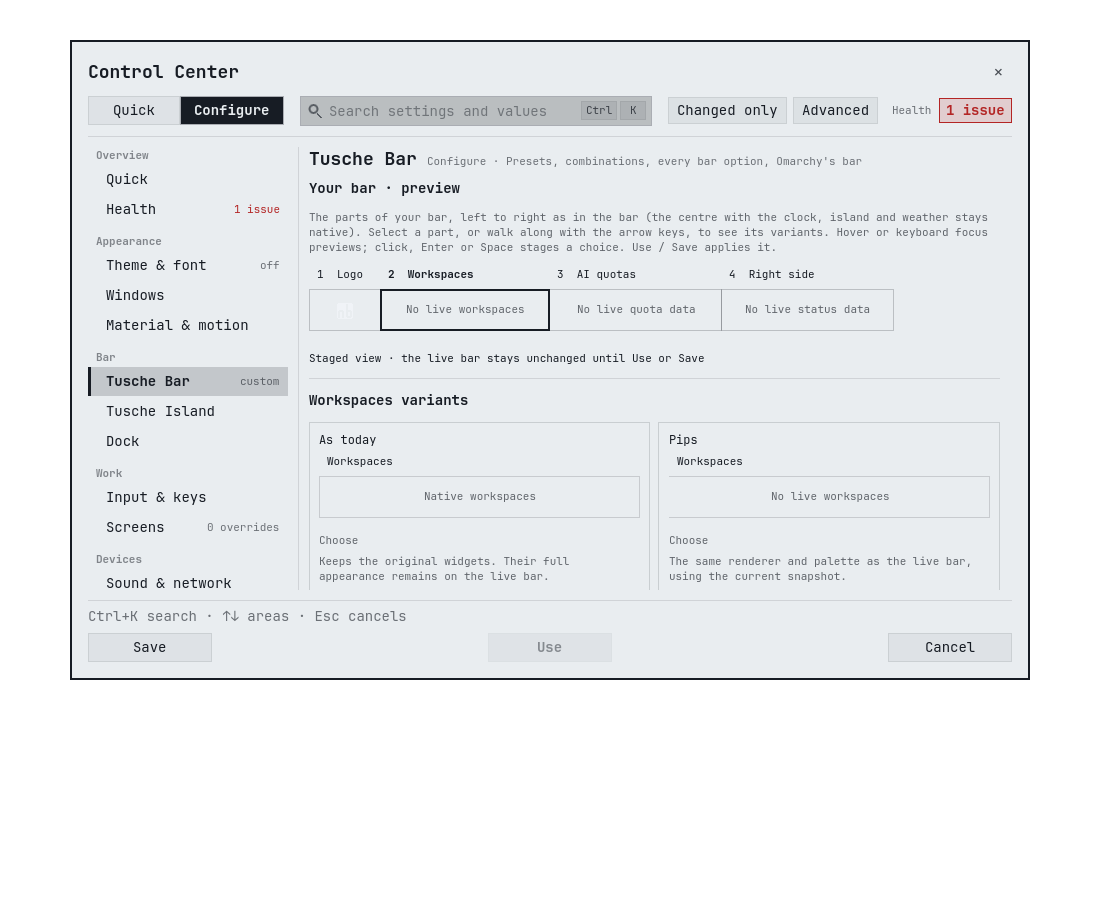 Control Center
×
Quick
Configure
Search settings and values
Ctrl
K
Changed only
Advanced
Health
1 issue
Overview
Quick
Health
1 issue
Appearance
Theme & font
off
Windows
Material & motion
Bar
Tusche Bar
custom
Tusche Island
Dock
Work
Input & keys
Screens
0 overrides
Devices
Sound & network
Tusche Bar
Configure · Presets, combinations, every bar option, Omarchy's bar
Your bar · preview
The parts of your bar, left to right as in the bar (the centre with the clock, island and weather stays
native). Select a part, or walk along with the arrow keys, to see its variants. Hover or keyboard focus
previews; click, Enter or Space stages a choice. Use / Save applies it.
1 Logo
2 Workspaces
3 AI quotas
4 Right side
No live workspaces
No live quota data
No live status data
Staged view · the live bar stays unchanged until Use or Save
Workspaces variants
As today
Workspaces
Native workspaces
Choose
Keeps the original widgets. Their full
appearance remains on the live bar.
Pips
Workspaces
No live workspaces
Choose
The same renderer and palette as the live bar,
using the current snapshot.
Ctrl+K search · ↑↓ areas · Esc cancels
Save
Use
Cancel